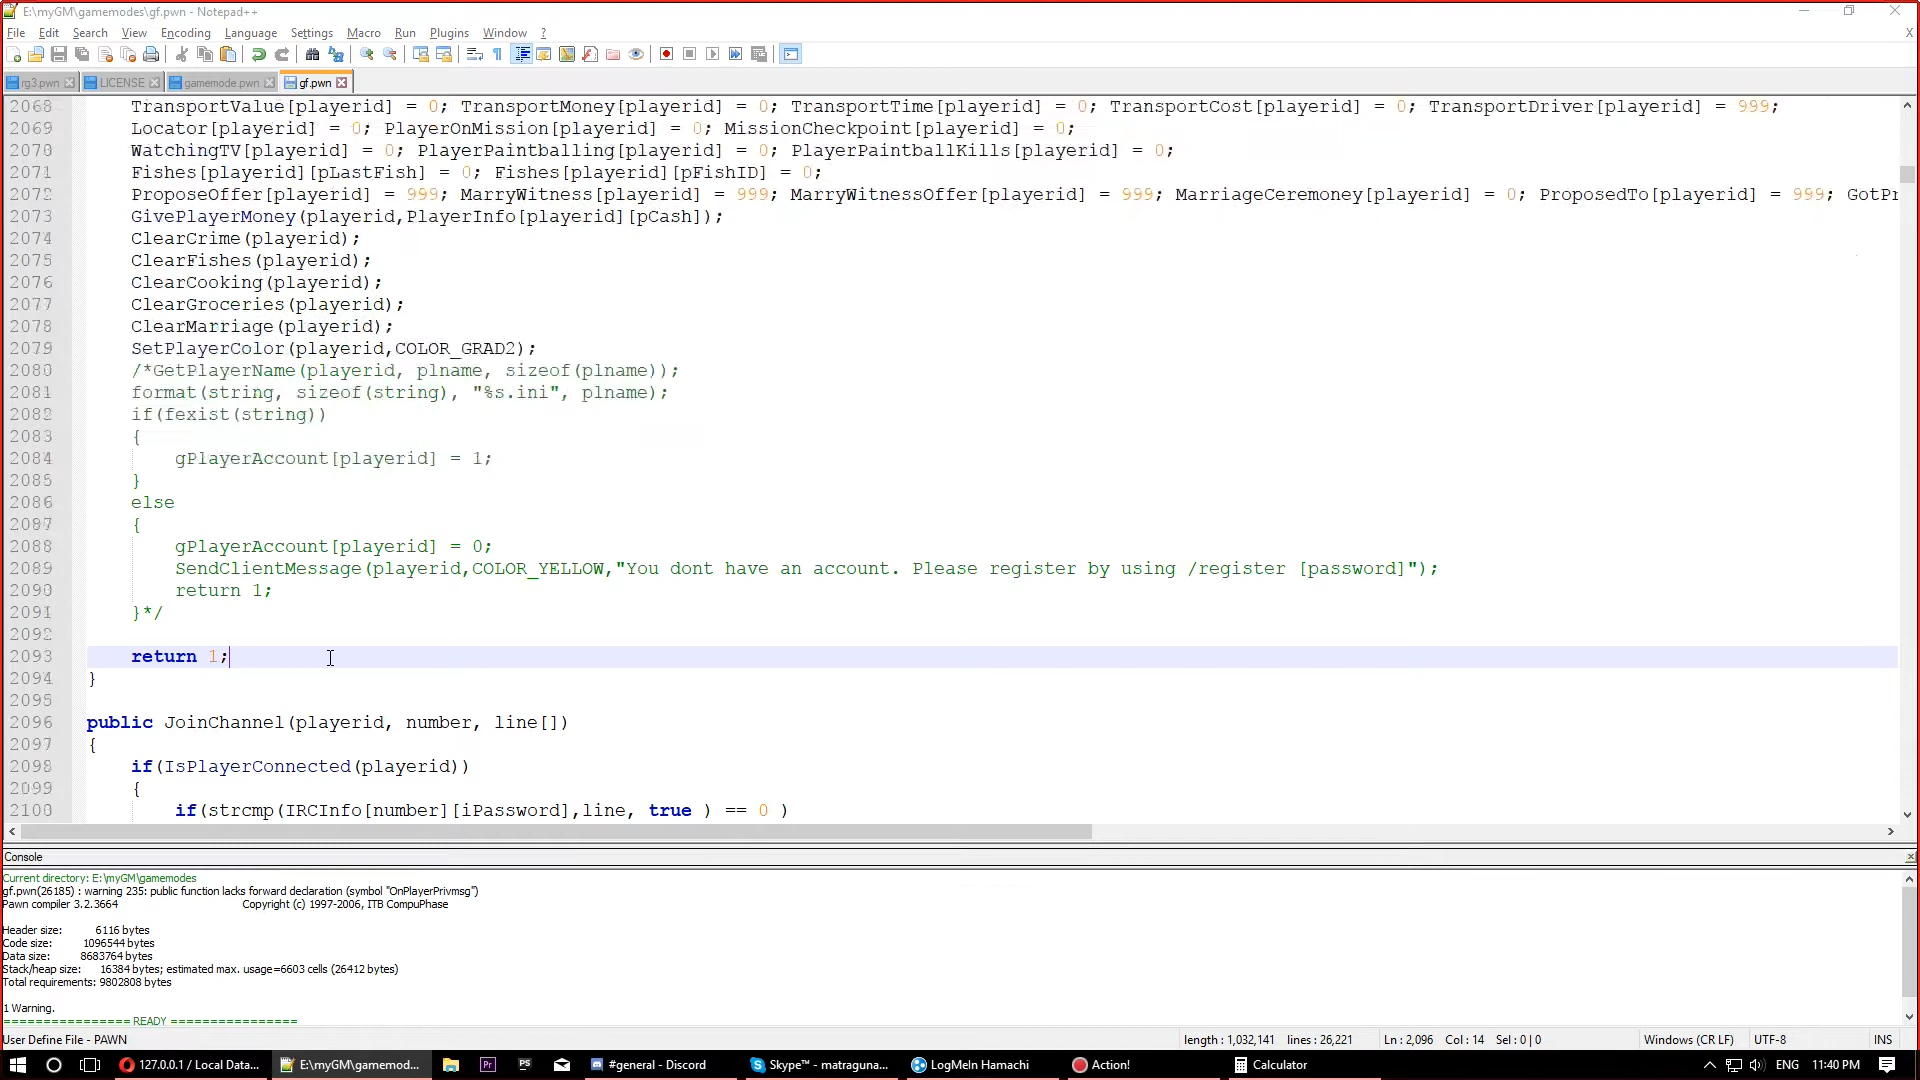 E:\myGM\gamemodes\gf.pwn - Notepad++
File Edit Search View Encoding Language Settings Macro Run Plugins Window ? X
rg3.pwn LICENSE gamemode.pwn gf.pwn
2068 TransportValue[playerid] = 0; TransportMoney[playerid] = 0; TransportTime[playerid] = 0; TransportCost[playerid] = 0; TransportDriver[playerid] = 999;
2069 Locator[playerid] = 0; PlayerOnMission[playerid] = 0; MissionCheckpoint[playerid] = 0;
2070 WatchingTV[playerid] = 0; PlayerPaintballing[playerid] = 0; PlayerPaintballKills[playerid] = 0;
2071 Fishes[playerid][pLastFish] = 0; Fishes[playerid][pFishID] = 0;
2072 ProposeOffer[playerid] = 999; MarryWitness[playerid] = 999; MarryWitnessOffer[playerid] = 999; MarriageCeremoney[playerid] = 0; ProposedTo[playerid] = 999; GotPr
2073 GivePlayerMoney(playerid,PlayerInfo[playerid][pCash]);
2074 ClearCrime(playerid);
2075 ClearFishes(playerid);
2076 ClearCooking(playerid);
2077 ClearGroceries(playerid);
2078 ClearMarriage(playerid);
2079 SetPlayerColor(playerid,COLOR_GRAD2);
2080 /*GetPlayerName(playerid, plname, sizeof(plname));
2081 format(string, sizeof(string), "%s.ini", plname);
2082 if(fexist(string))
2083 {
2084 gPlayerAccount[playerid] = 1;
2085 }
2086 else
2087 {
2088 gPlayerAccount[playerid] = 0;
2089 SendClientMessage(playerid,COLOR_YELLOW,"You dont have an account. Please register by using /register [password]");
2090 return 1;
2091 }*/
2092
2093 return 1;
2094 }
2095
2096 public JoinChannel(playerid, number, line[])
2097 {
2098 if(IsPlayerConnected(playerid))
2099 {
2100 if(strcmp(IRCInfo[number][iPassword],line, true ) == 0 )
Console
Current directory: E:\myGM\gamemodes
gf.pwn(26185) : warning 235: public function lacks forward declaration (symbol "OnPlayerPrivmsg")
Pawn compiler 3.2.3664 Copyright (c) 1997-2006, ITB CompuPhase
Header size: 6116 bytes
Code size: 1096544 bytes
Data size: 8683764 bytes
Stack/heap size: 16384 bytes; estimated max. usage=6603 cells (26412 bytes)
Total requirements: 9802808 bytes
1 Warning.
================ READY ================
User Define File - PAWN length : 1,032,141 lines : 26,221 Ln : 2,096 Col : 14 Sel : 0 | 0 Windows (CR LF) UTF-8 INS
127.0.0.1 / Local Data... E:\myGM\gamemod... Pr PS #general - Discord Skype™ - matraguna... LogMeIn Hamachi Action! Calculator ENG 11:40 PM